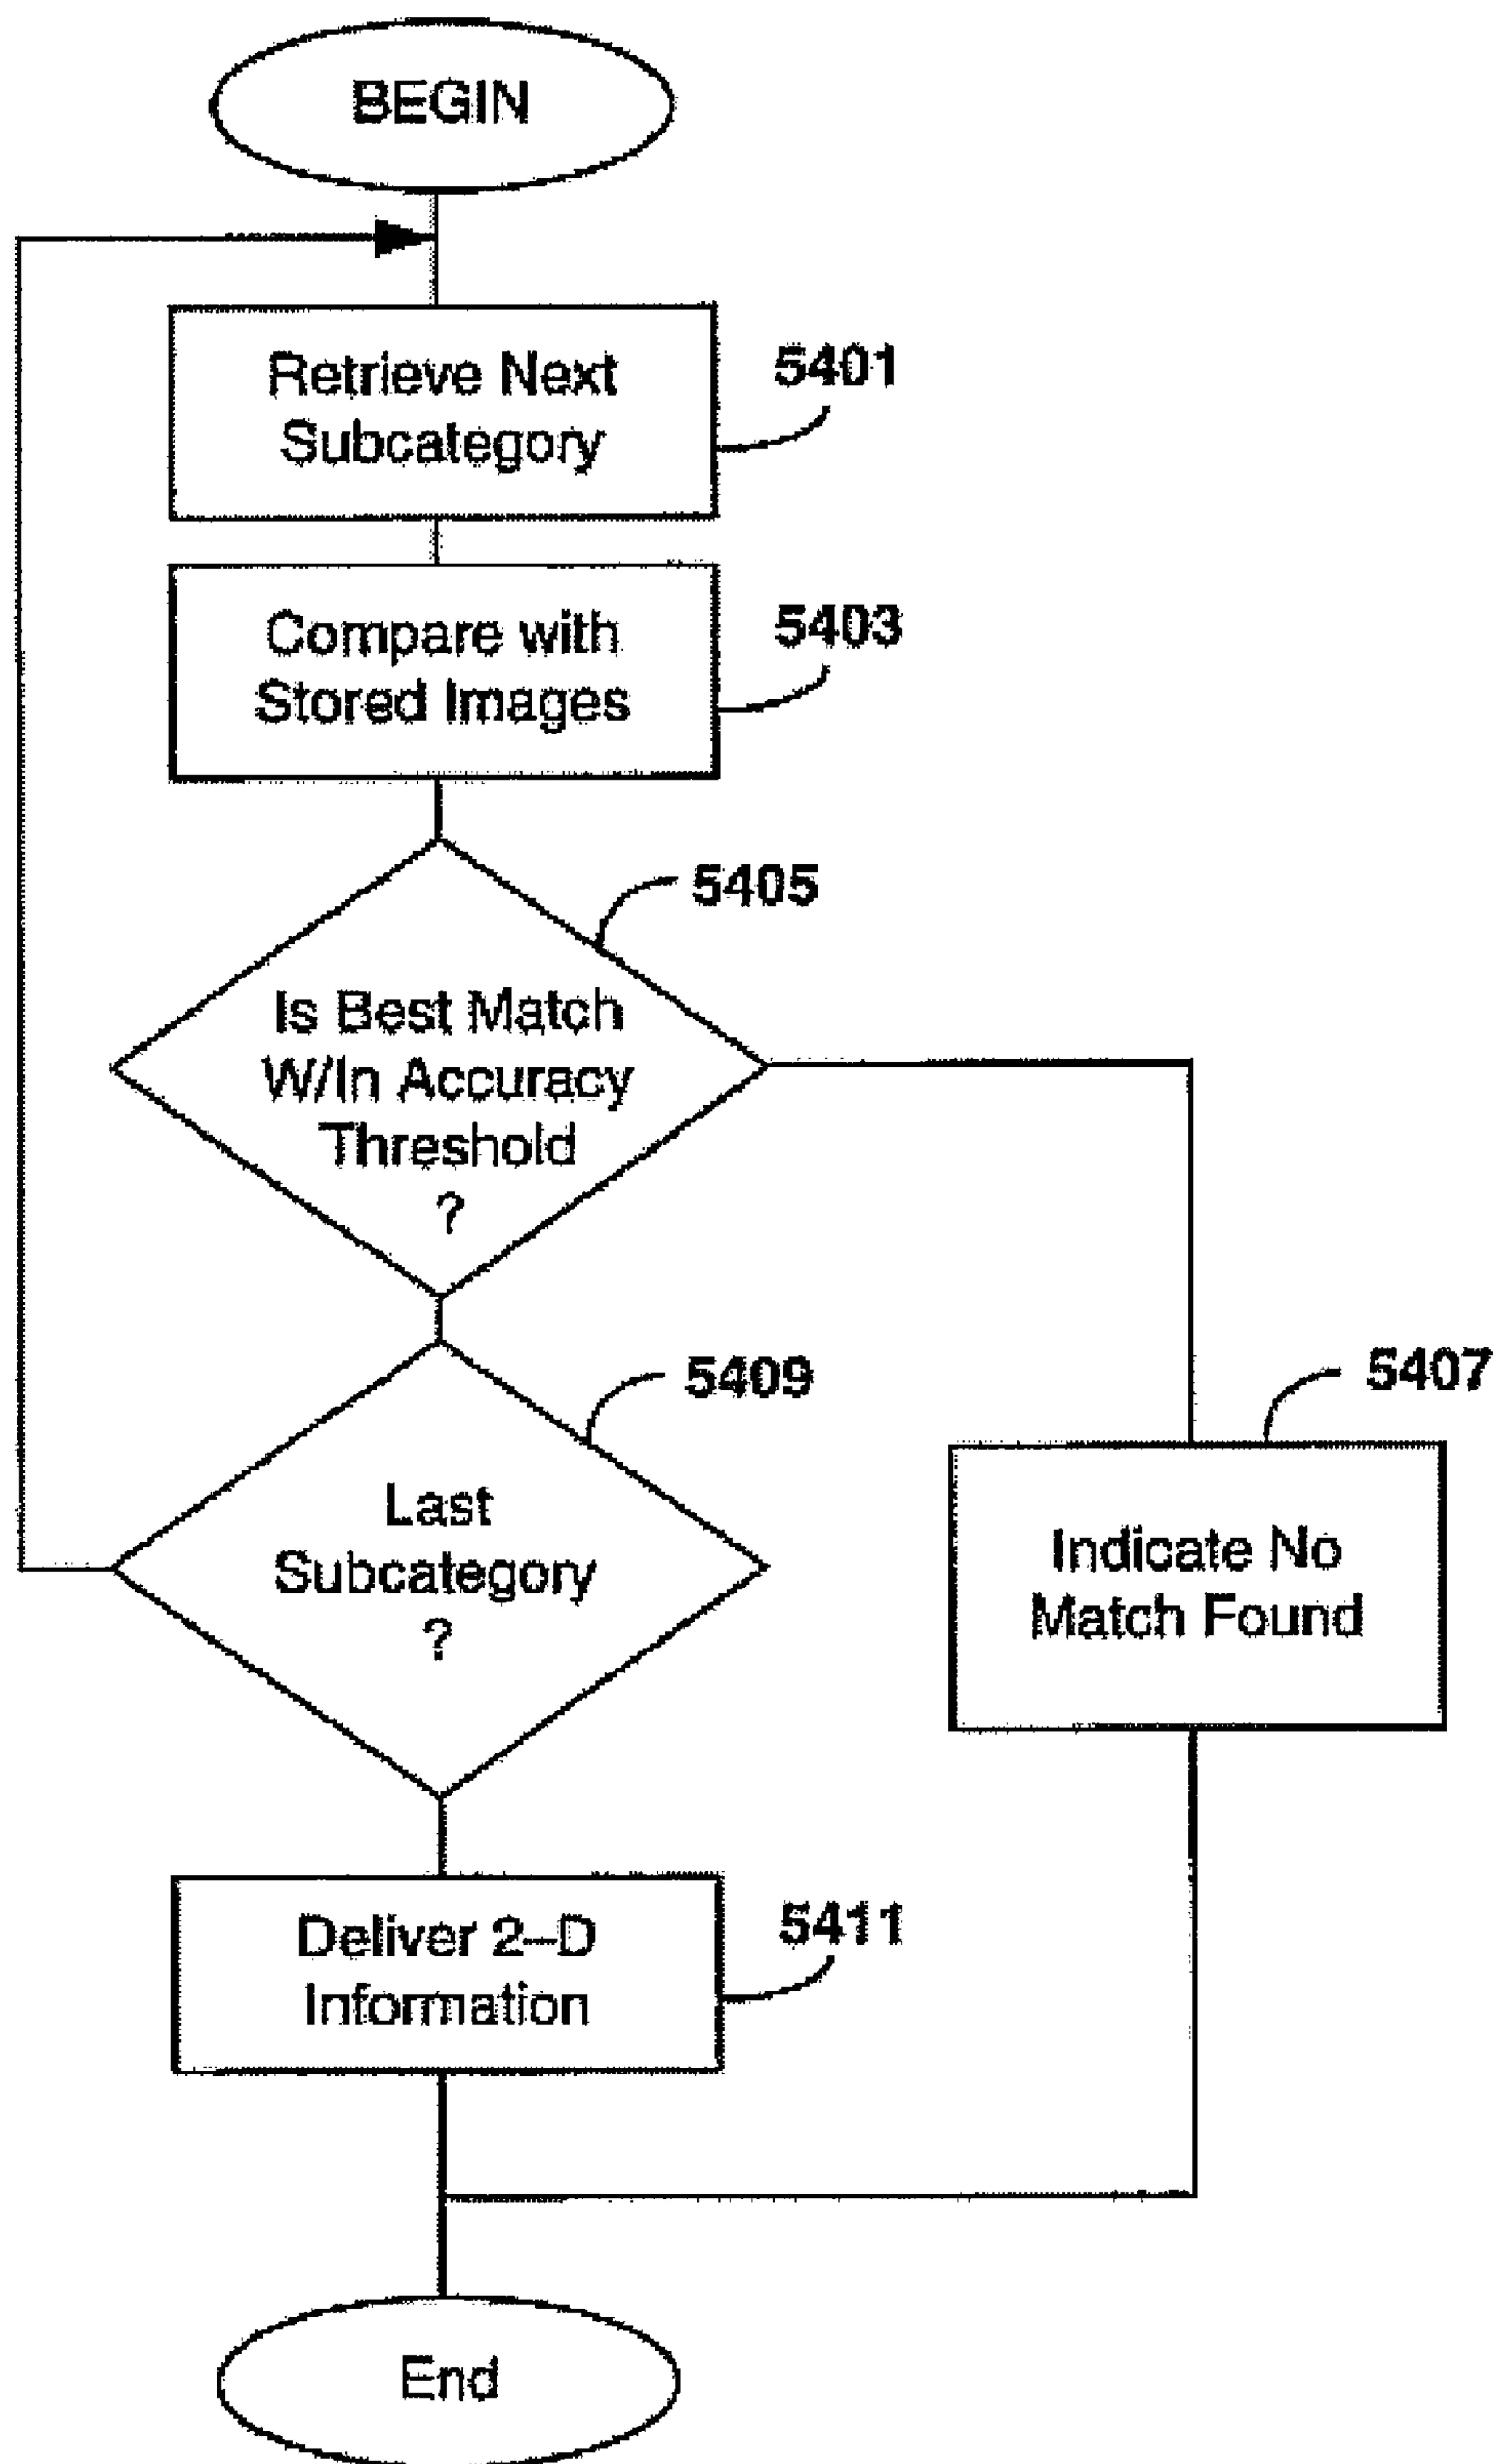 BEGIN
Retrieve Next
Subcategory
5401
Compare with
Stored Images
5403
5405
Is Best Match
W/In Accuracy
Threshold
?
5409
Last
Subcategory
?
5407
Indicate No
Match Found
Deliver 2–D
Information
5411
End